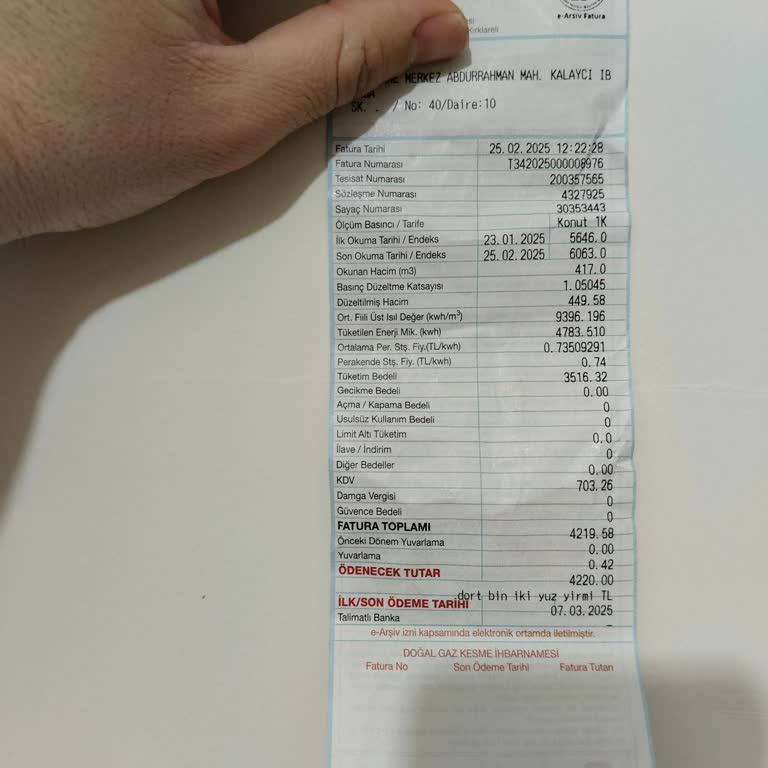 e-Arşiv Fatura
Kırklareli
MERKEZ ABDURRAHMAN MAH. KALAYCI IB
SK. . / No: 40/Daire:10
Fatura Tarihi 25.02.2025 12:22:28
Fatura Numarası T342025000008976
Tesisat Numarası 200357565
Sözleşme Numarası 4327925
Sayaç Numarası 30353443
Ölçüm Basıncı / Tarife Konut 1K
İlk Okuma Tarihi / Endeks 23.01.2025 5646.0
Son Okuma Tarihi / Endeks 25.02.2025 6063.0
Okunan Hacim (m3) 417.0
Basınç Düzeltme Katsayısı 1.05045
Düzeltilmiş Hacim 449.58
Ort. Fiili Üst Isıl Değer (kwh/m³) 9396.196
Tüketilen Enerji Mik. (kwh) 4783.510
Ortalama Per. Stş. Fiy.(TL/kwh) 0.73509291
Perakende Stş. Fiy. (TL/kwh) 0.74
Tüketim Bedeli 3516.32
Gecikme Bedeli 0.00
Açma / Kapama Bedeli 0
Usulsüz Kullanım Bedeli 0
Limit Altı Tüketim 0.0
İlave / İndirim 0
Diğer Bedeller 0.00
KDV 703.26
Damga Vergisi 0
Güvence Bedeli 0
FATURA TOPLAMI 4219.58
Önceki Dönem Yuvarlama 0.00
Yuvarlama 0.42
ÖDENECEK TUTAR 4220.00
.dort bin iki yuz yirmi TL
İLK/SON ÖDEME TARİHİ 07.03.2025
Talimatlı Banka
e-Arşiv izni kapsamında elektronik ortamda iletilmiştir.
DOĞAL GAZ KESME İHBARNAMESİ
Fatura No Son Ödeme Tarihi Fatura Tutarı